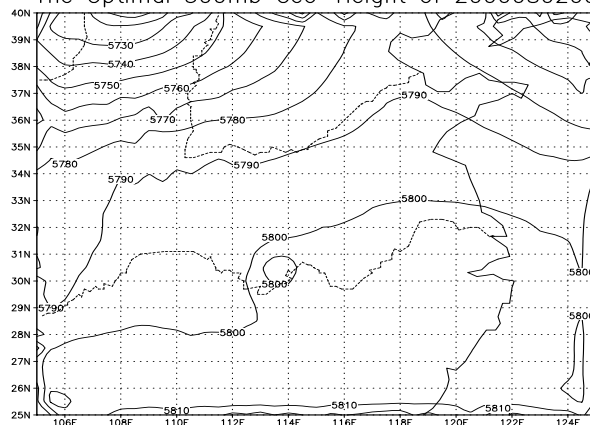 The Optimal 500mb Geo-Height of
40N
39N
5730
38N
5740
5750
37N
5760
5790
36N
5770
5780
35N
5780
5790
34N
5790
33N
5800
32N
31N
5800
5800
30N
5800
29N
5790
5800
28N
5800
27N
26N
25N
5810
5810
5810
106E 108E 110E 112E 114E 116E 118E 120E 122E 124E